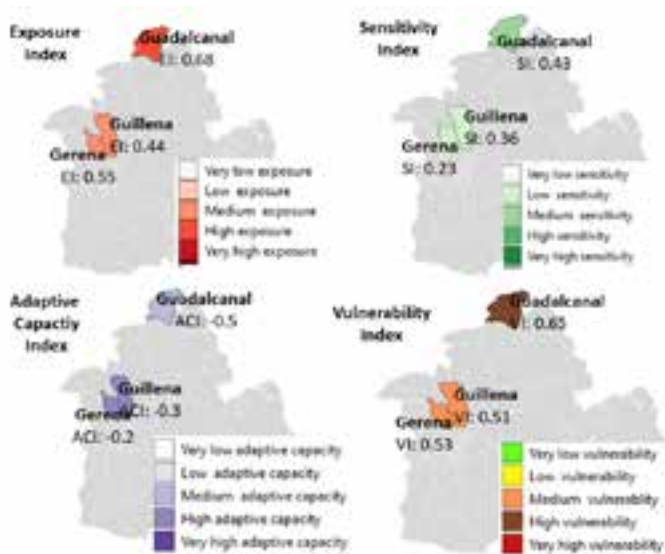 Exposure
Index
Guadalcanal
EI: 0.68
Guillena
EI: 0.44
Gerena
EI: 0.55
Very low exposure
Low exposure
Medium exposure
High exposure
Very high exposure
Sensitivity
Index
Guadalcanal
SI: 0.43
Guillena
SI: 0.36
Gerena
SI: 0.23
Very low sensitivity
Low sensitivity
Medium sensitivity
High sensitivity
Very high sensitivity
Adaptive
Capactiy
Index
Guadalcanal
ACI: -0.5
Guillena
ACI: -0.3
Gerena
ACI: -0.2
Very low adaptive capacity
Low adaptive capacity
Medium adaptive capacity
High adaptive capacity
Very high adaptive capacity
Vulnerability
Index
Guadalcanal
VI: 0.65
Guillena
VI: 0.51
Gerena
VI: 0.53
Very low vulnerability
Low vulnerability
Medium vulnerability
High vulnerability
Very high vulnerability